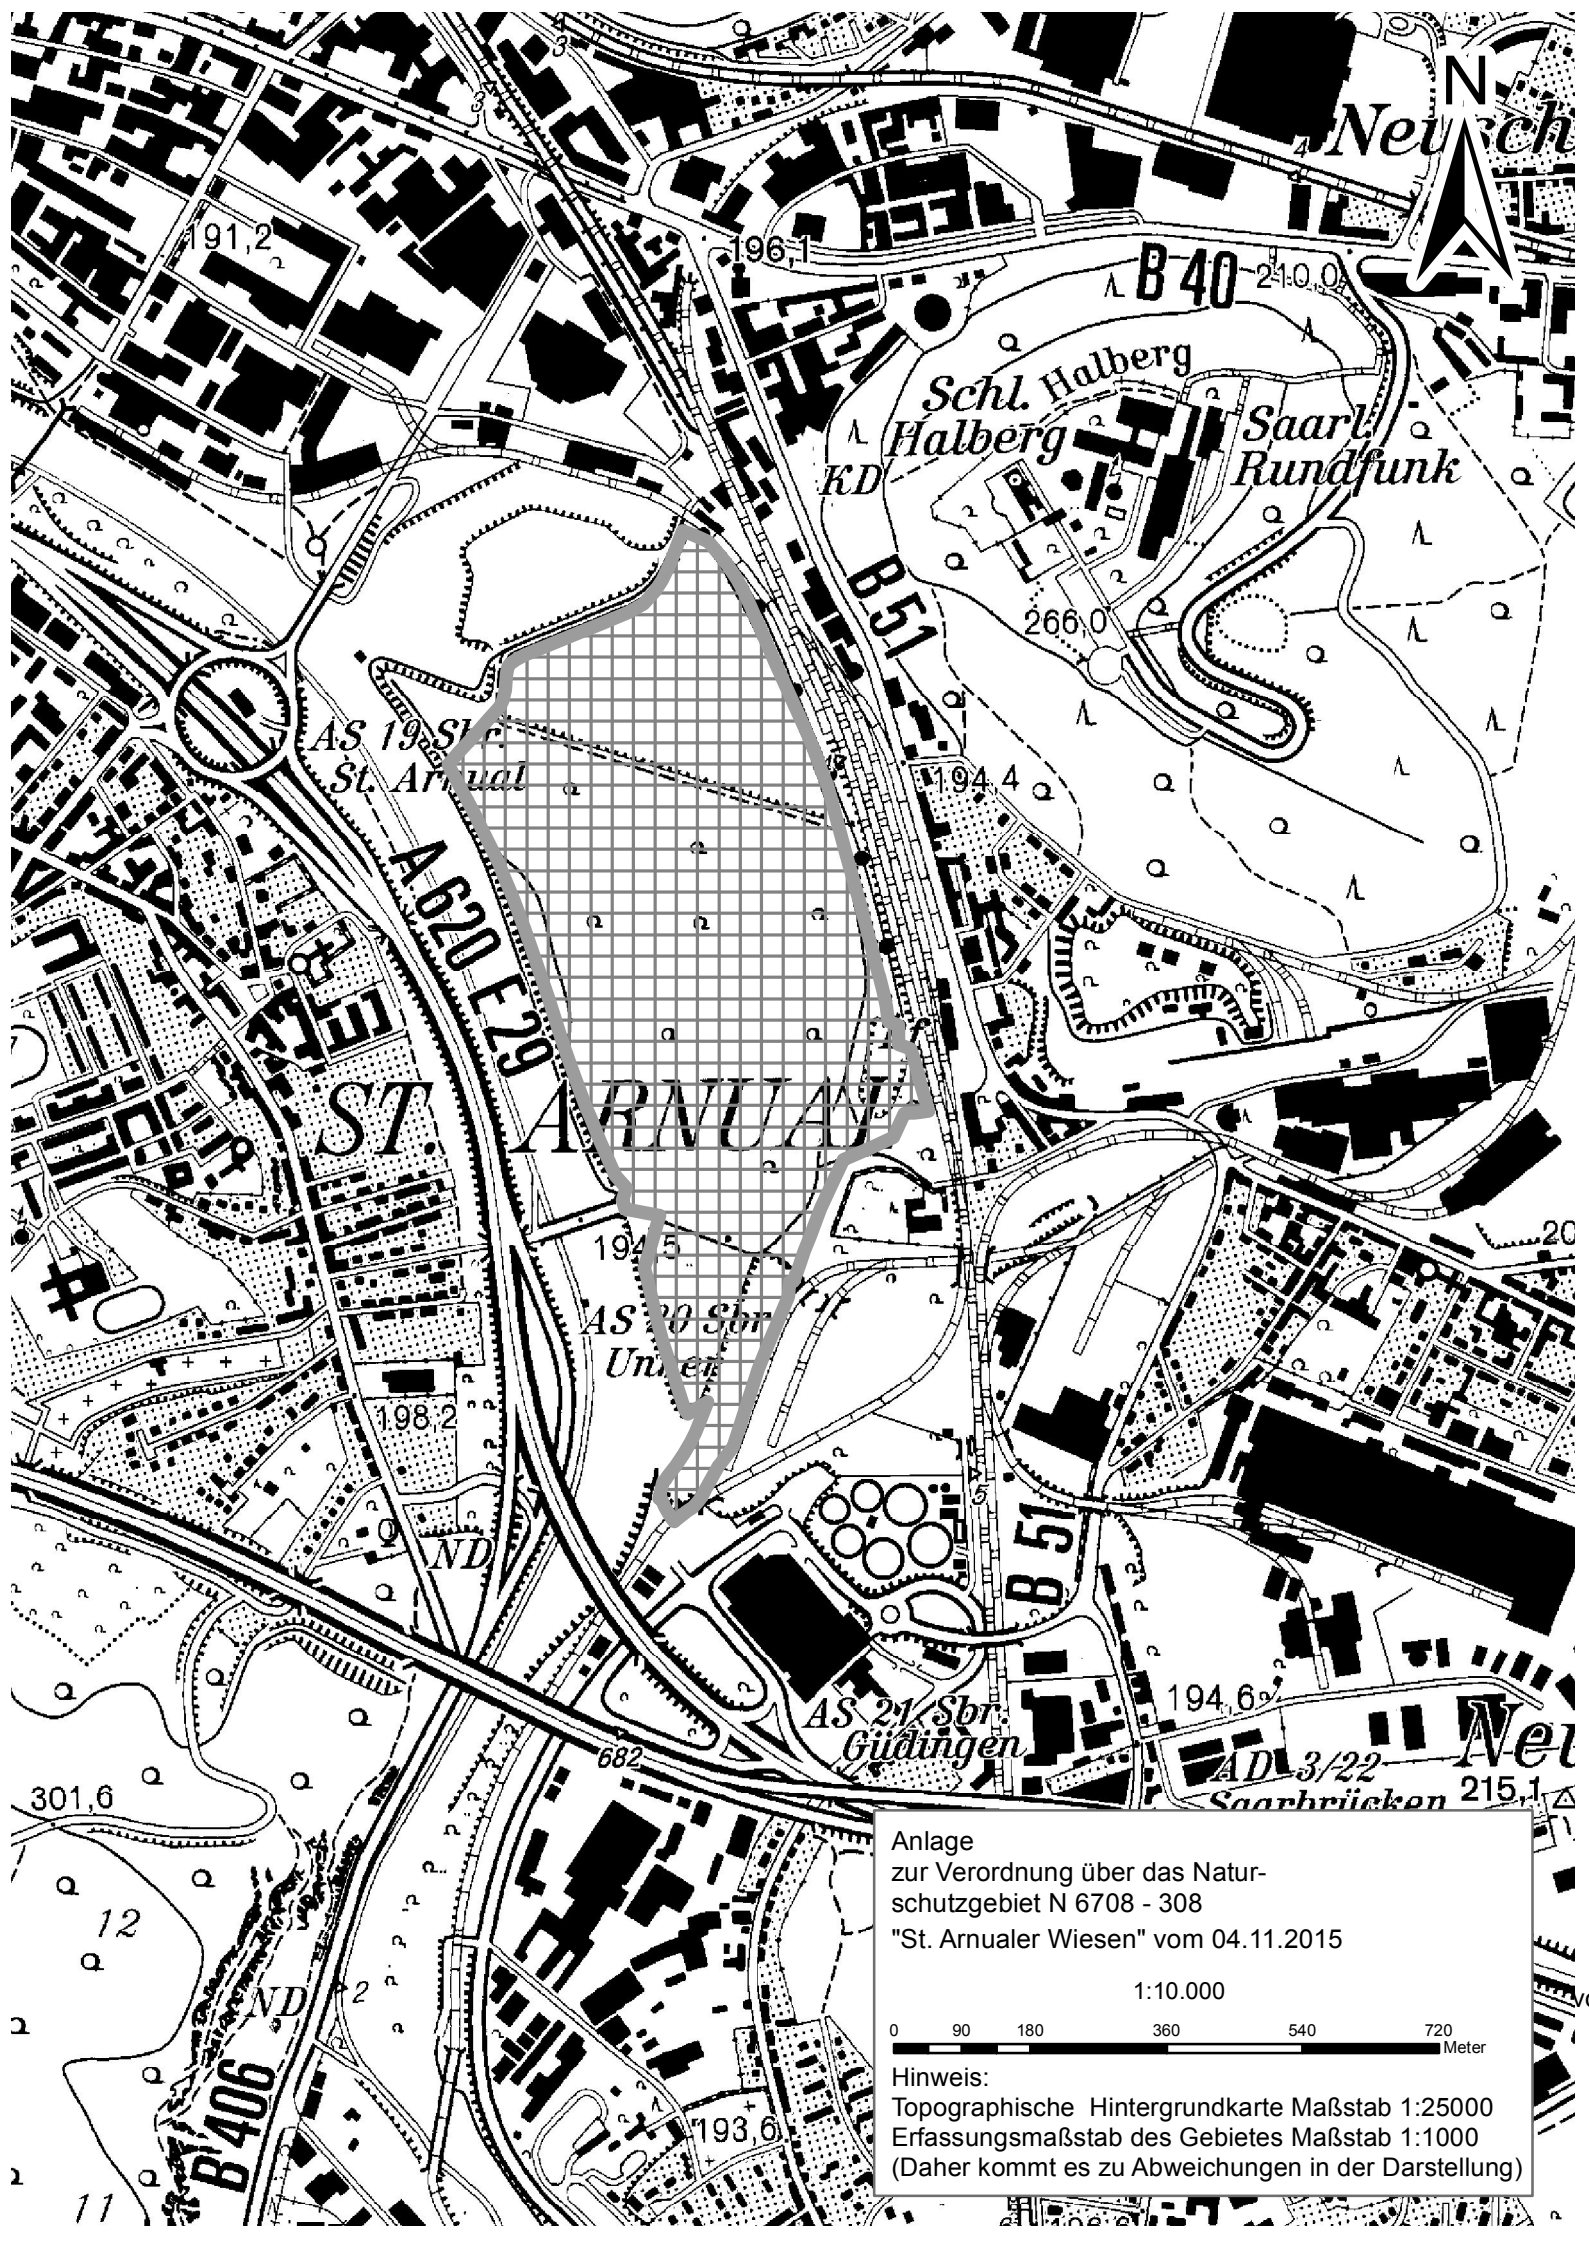 N
3
3
4
Neusch
191,2
196,1
B 40
210,0
Schl. Halberg
Halberg
Saarl.
Rundfunk
KD
B 51
266,0
AS 19 Sbr.
St. Arnual
194,4
A 620 E 29
ST. ARNUAL
194,5
AS 20 Sbr
198,2
5
B 51
ND
AS 21 Sbr.
Güdingen
194,6
682
AD 3/22
Saarbrücken
215,1
301,6
12
ND
2
B 406
193,6
11
Anlage
zur Verordnung über das Natur-
schutzgebiet N 6708 - 308
"St. Arnualer Wiesen" vom 04.11.2015
1:10.000
0 90 180 360 540 720
Meter
Hinweis:
Topographische Hintergrundkarte Maßstab 1:25000
Erfassungsmaßstab des Gebietes Maßstab 1:1000
(Daher kommt es zu Abweichungen in der Darstellung)